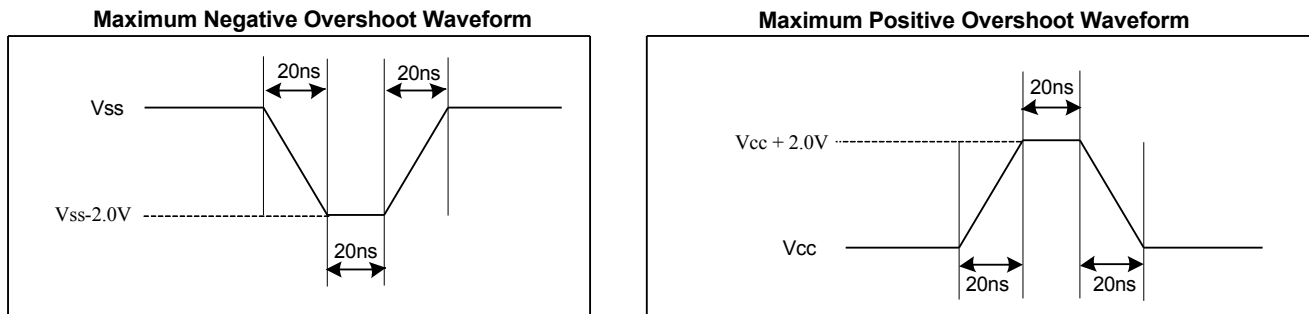 Maximum Negative Overshoot Waveform
20ns
20ns
Vss
Vss-2.0V
20ns
Maximum Positive Overshoot Waveform
20ns
Vcc + 2.0V
Vcc
20ns
20ns